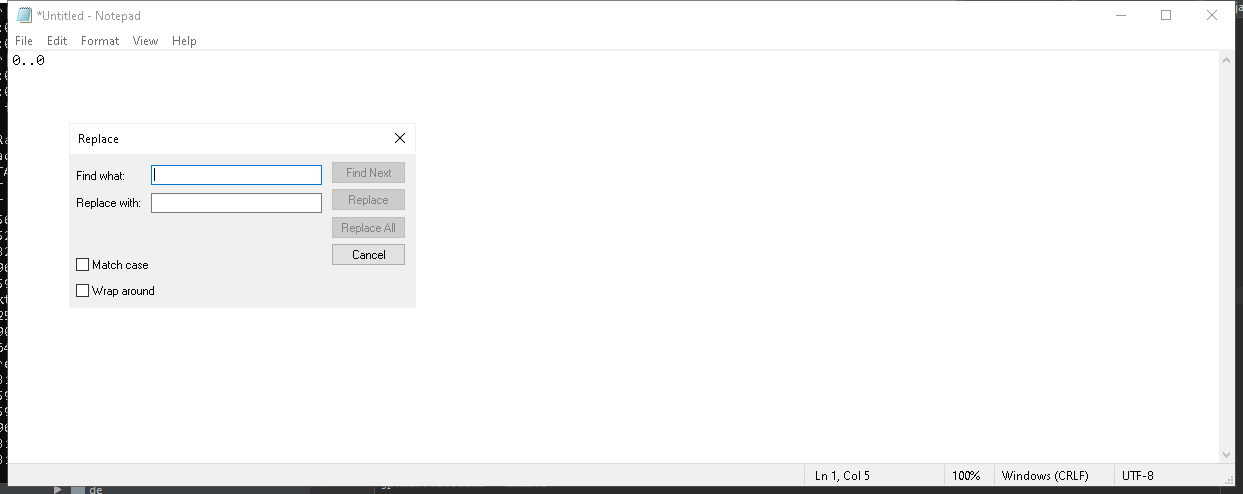 *Untitled - Notepad
File Edit Format View Help
0..0
Replace
Find what:
Find Next
Replace with:
Replace
Replace All
Cancel
Match case
Wrap around
Ln 1, Col 5
100%
Windows (CRLF)
UTF-8
de